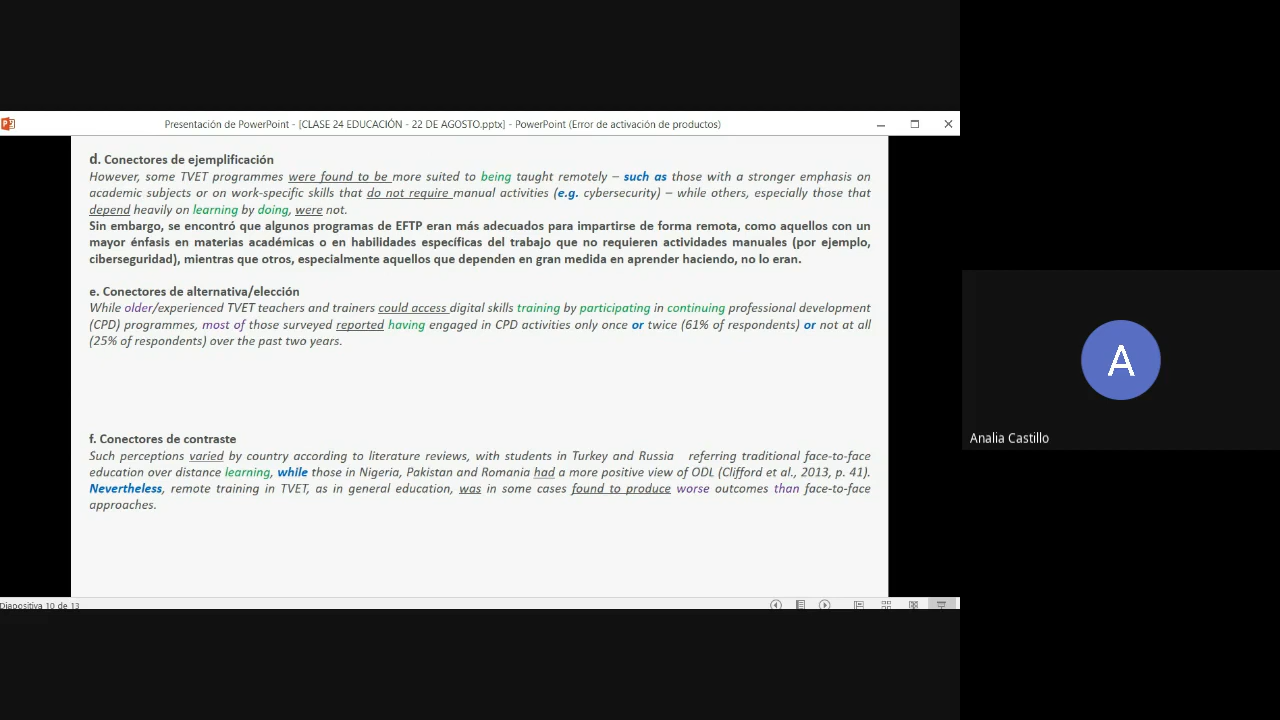 Presentación de PowerPoint - [CLASE 24 EDUCACIÓN - 22 DE AGOSTO.pptx] - PowerPoint (Error de activación de productos)
d. Conectores de ejemplificación
However, some TVET programmes were found to be more suited to being taught remotely – such as those with a stronger emphasis on
academic subjects or on work-specific skills that do not require manual activities (e.g. cybersecurity) – while others, especially those that
depend heavily on learning by doing, were not.
Sin embargo, se encontró que algunos programas de EFTP eran más adecuados para impartirse de forma remota, como aquellos con un
mayor énfasis en materias académicas o en habilidades específicas del trabajo que no requieren actividades manuales (por ejemplo,
ciberseguridad), mientras que otros, especialmente aquellos que dependen en gran medida en aprender haciendo, no lo eran.
e. Conectores de alternativa/elección
While older/experienced TVET teachers and trainers could access digital skills training by participating in continuing professional development
(CPD) programmes, most of those surveyed reported having engaged in CPD activities only once or twice (61% of respondents) or not at all
(25% of respondents) over the past two years.
f. Conectores de contraste
Such perceptions varied by country according to literature reviews, with students in Turkey and Russia referring traditional face-to-face
education over distance learning, while those in Nigeria, Pakistan and Romania had a more positive view of ODL (Clifford et al., 2013, p. 41).
Nevertheless, remote training in TVET, as in general education, was in some cases found to produce worse outcomes than face-to-face
approaches.
Diapositiva 10 de 13
A
Analia Castillo